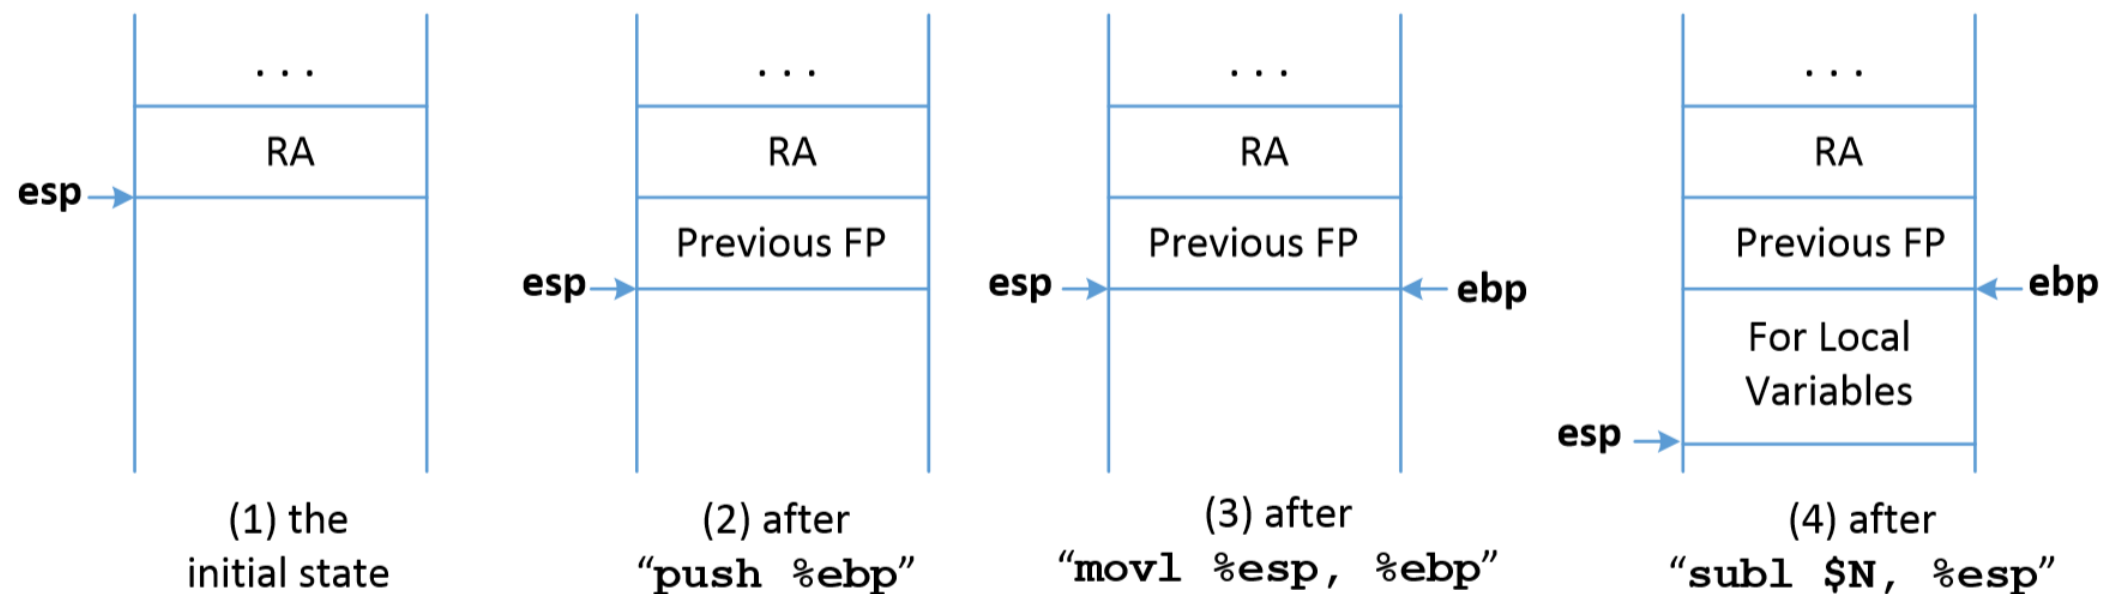 . . .
RA
esp
(1) the
initial state
. . .
RA
Previous FP
esp
(2) after
“push %ebp”
. . .
RA
Previous FP
esp
ebp
(3) after
“movl %esp, %ebp”
. . .
RA
Previous FP
ebp
For Local
Variables
esp
(4) after
“subl $N, %esp”